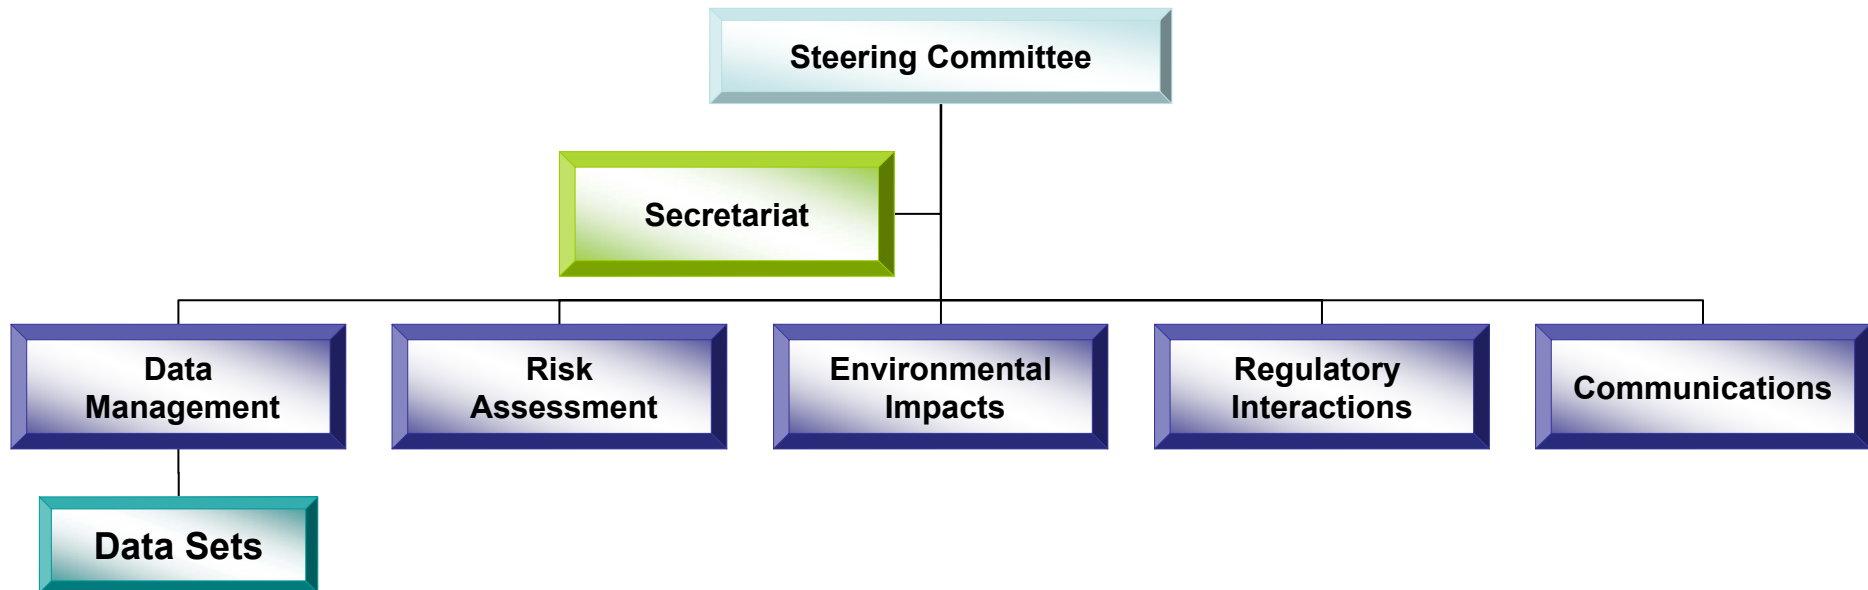 Steering Committee
Secretariat
Data
Management
Risk
Assessment
Environmental
Impacts
Regulatory
Interactions
Communications
Data Sets